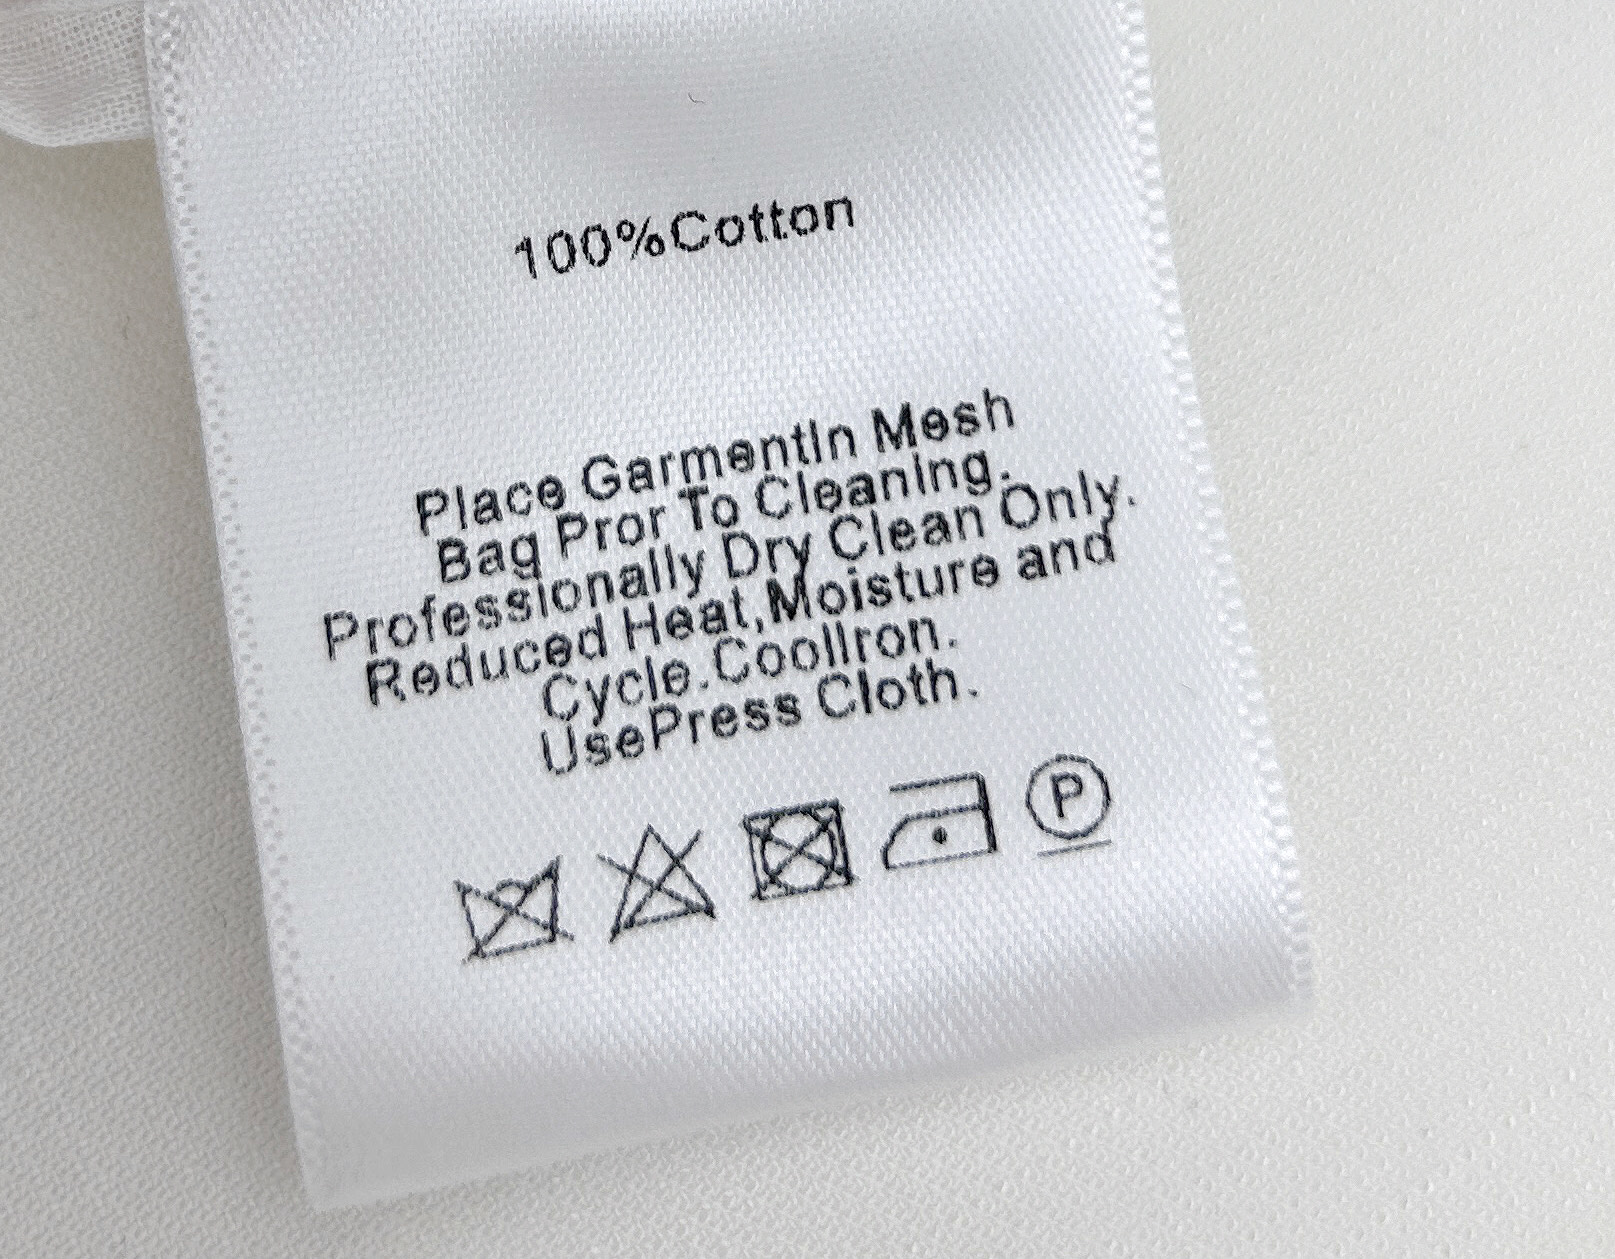 100%Cotton
Place GarmentIn Mesh
Bag Pror To Cleaning.
Professionally Dry Clean Only.
Reduced Heat,Moisture and
Cycle.CoolIron.
UsePress Cloth.
P